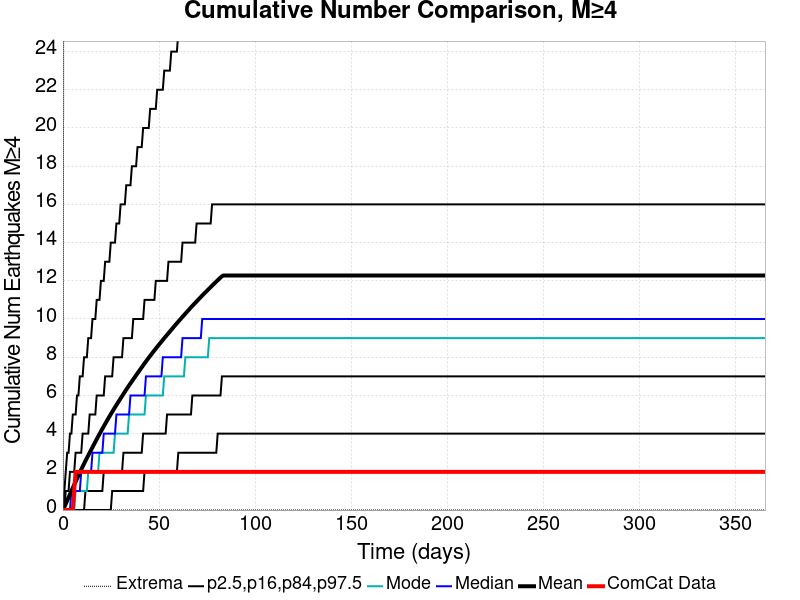 Cumulative Number Comparison, M≥4
Cumulative Num Earthquakes M≥4
24
22
20
18
16
14
12
10
8
6
4
2
0
0 50 100 150 200 250 300 350
Time (days)
Extrema p2.5,p16,p84,p97.5 Mode Median Mean ComCat Data